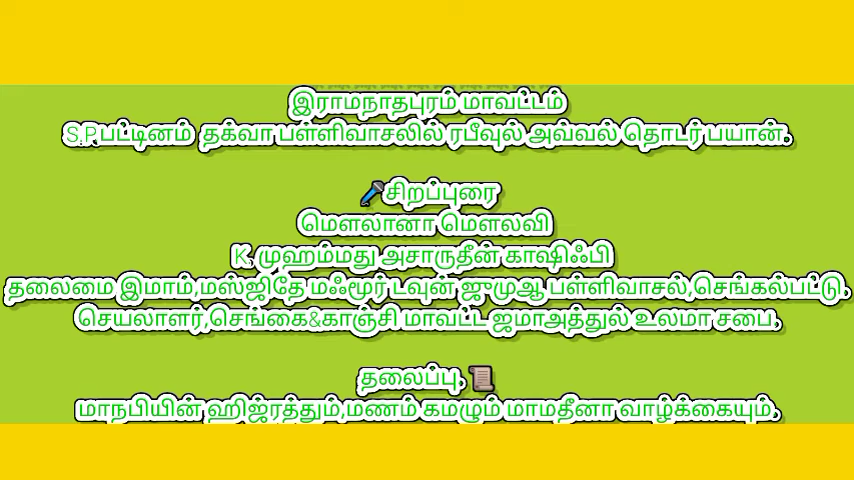 இராமநாதபுரம் மாவட்டம்
S.P.பட்டினம் தக்வா பள்ளிவாசலில் ரபீவுல் அவ்வல் தொடர் பயான்.
🎤சிறப்புரை
மௌலானா மௌலவி
K. முஹம்மது அசாருதீன் காஷிஃபி
தலைமை இமாம்,மஸ்ஜிதே மஃமூர் டவுன் ஜுமுஆ பள்ளிவாசல்,செங்கல்பட்டு.
செயலாளர்,செங்கை&காஞ்சி மாவட்ட ஜமாஅத்துல் உலமா சபை.
தலைப்பு. 📜
மாநபியின் ஹிஜ்ரத்தும்,மணம் கமழும் மாமதீனா வாழ்க்கையும்.